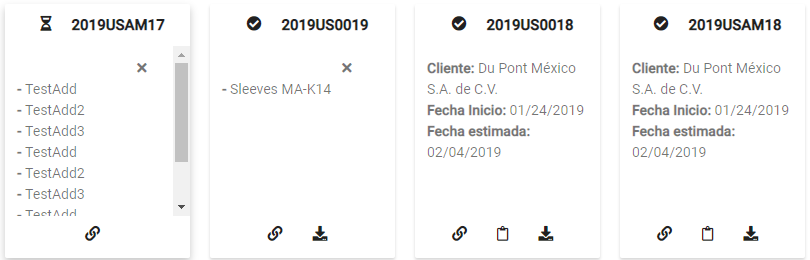 2019USAM17
- TestAdd
- TestAdd2
- TestAdd3
- TestAdd
- TestAdd2
- TestAdd3
- TestAdd
2019US0019
- Sleeves MA-K14
2019US0018
Cliente: Du Pont México
S.A. de C.V.
Fecha Inicio: 01/24/2019
Fecha estimada:
02/04/2019
2019USAM18
Cliente: Du Pont México
S.A. de C.V.
Fecha Inicio: 01/24/2019
Fecha estimada:
02/04/2019